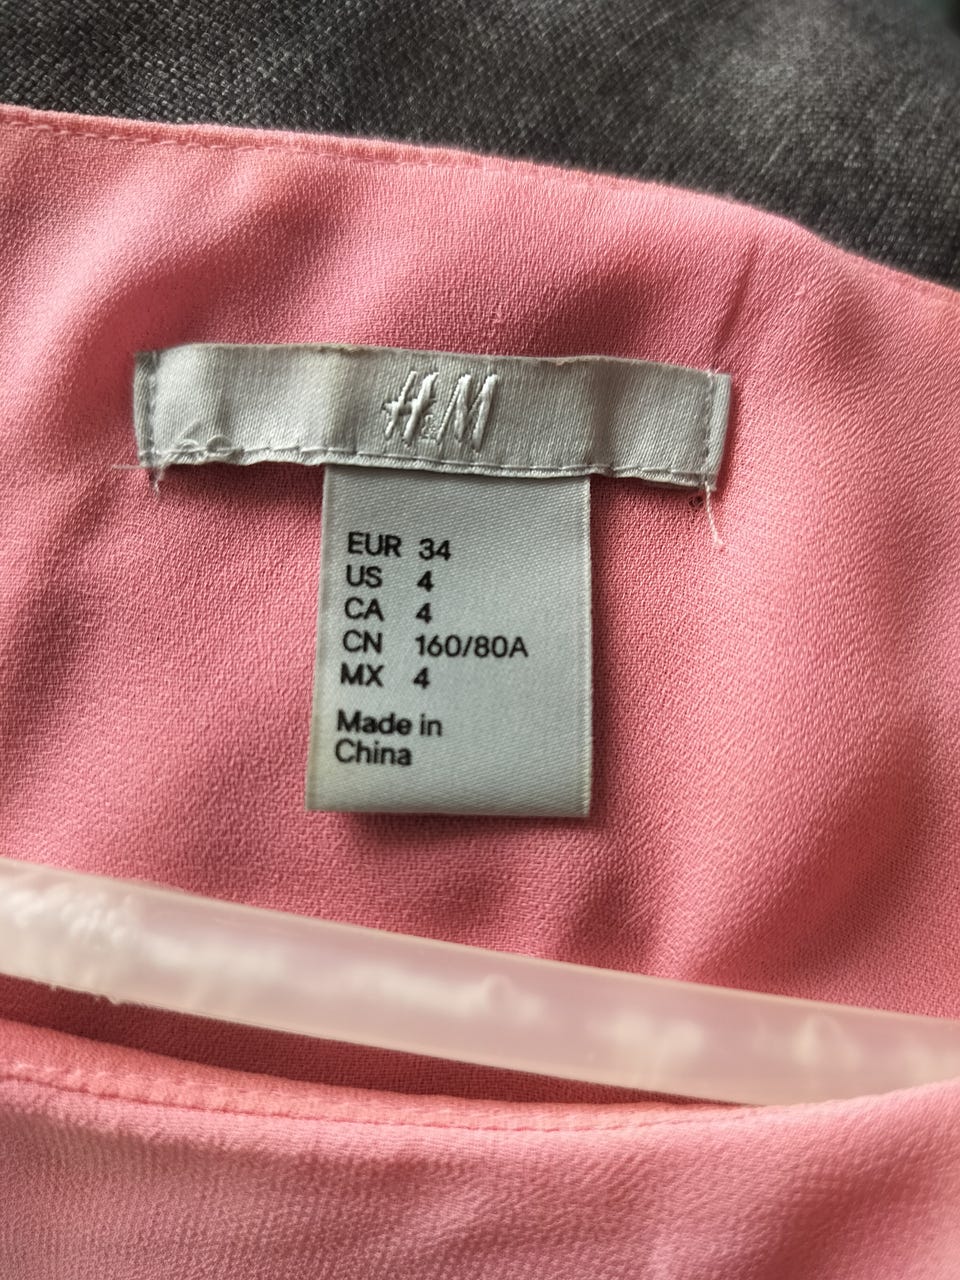 H&M
EUR 34
US 4
CA 4
CN 160/80A
MX 4
Made in
China